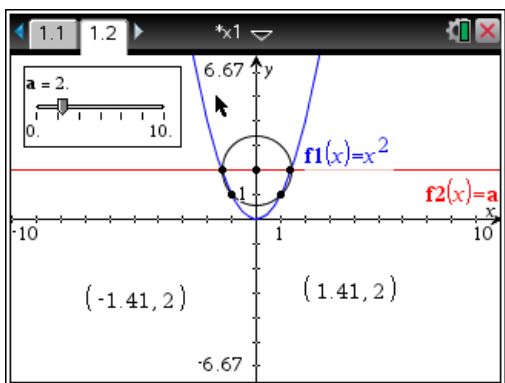 1.1 1.2 *x1
6.67 y
a = 2.
0. 10.
f1(x)=x²
f2(x)=a
1
x
-10 1 10
(-1.41, 2) (1.41, 2)
-6.67